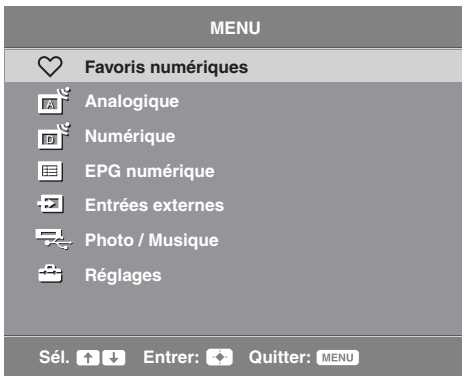 MENU
Favoris numériques
A Analogique
D Numérique
EPG numérique
Entrées externes
Photo / Musique
Réglages
Sél. Entrer: Quitter: MENU